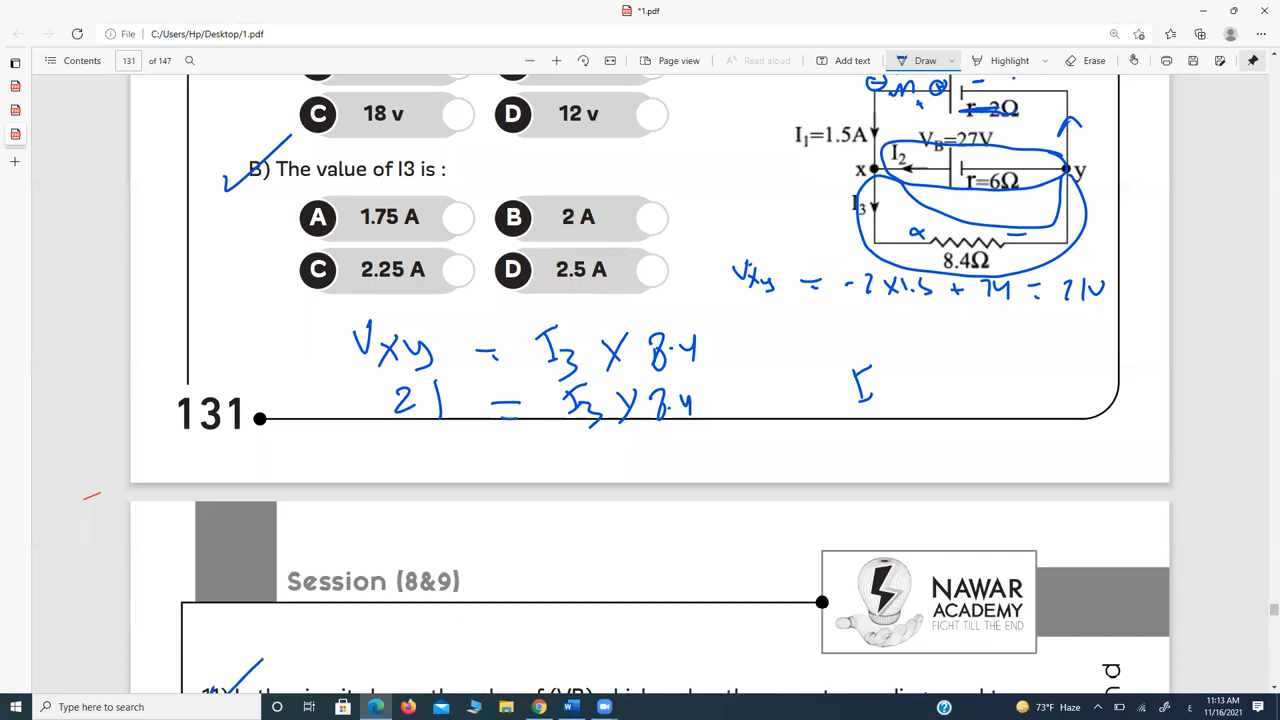 *1.pdf
File C:/Users/Hp/Desktop/1.pdf
Contents 131 of 147 Page view Read aloud Add text Draw Highlight Erase
C 18 v D 12 v
r=2Ω
I1=1.5A
VB=27V
I2
x y
r=6Ω
I3
8.4Ω
B) The value of I3 is :
A 1.75 A B 2 A
C 2.25 A D 2.5 A
Vxy = -2 x 1.5 + 24 = 21V
Vxy = I3 x 8.4
21 = I3 x 8.4
I
131
Session (8&9)
NAWAR
ACADEMY
FIGHT TILL THE END
Type here to search
73°F Haze
11:13 AM
11/16/2021